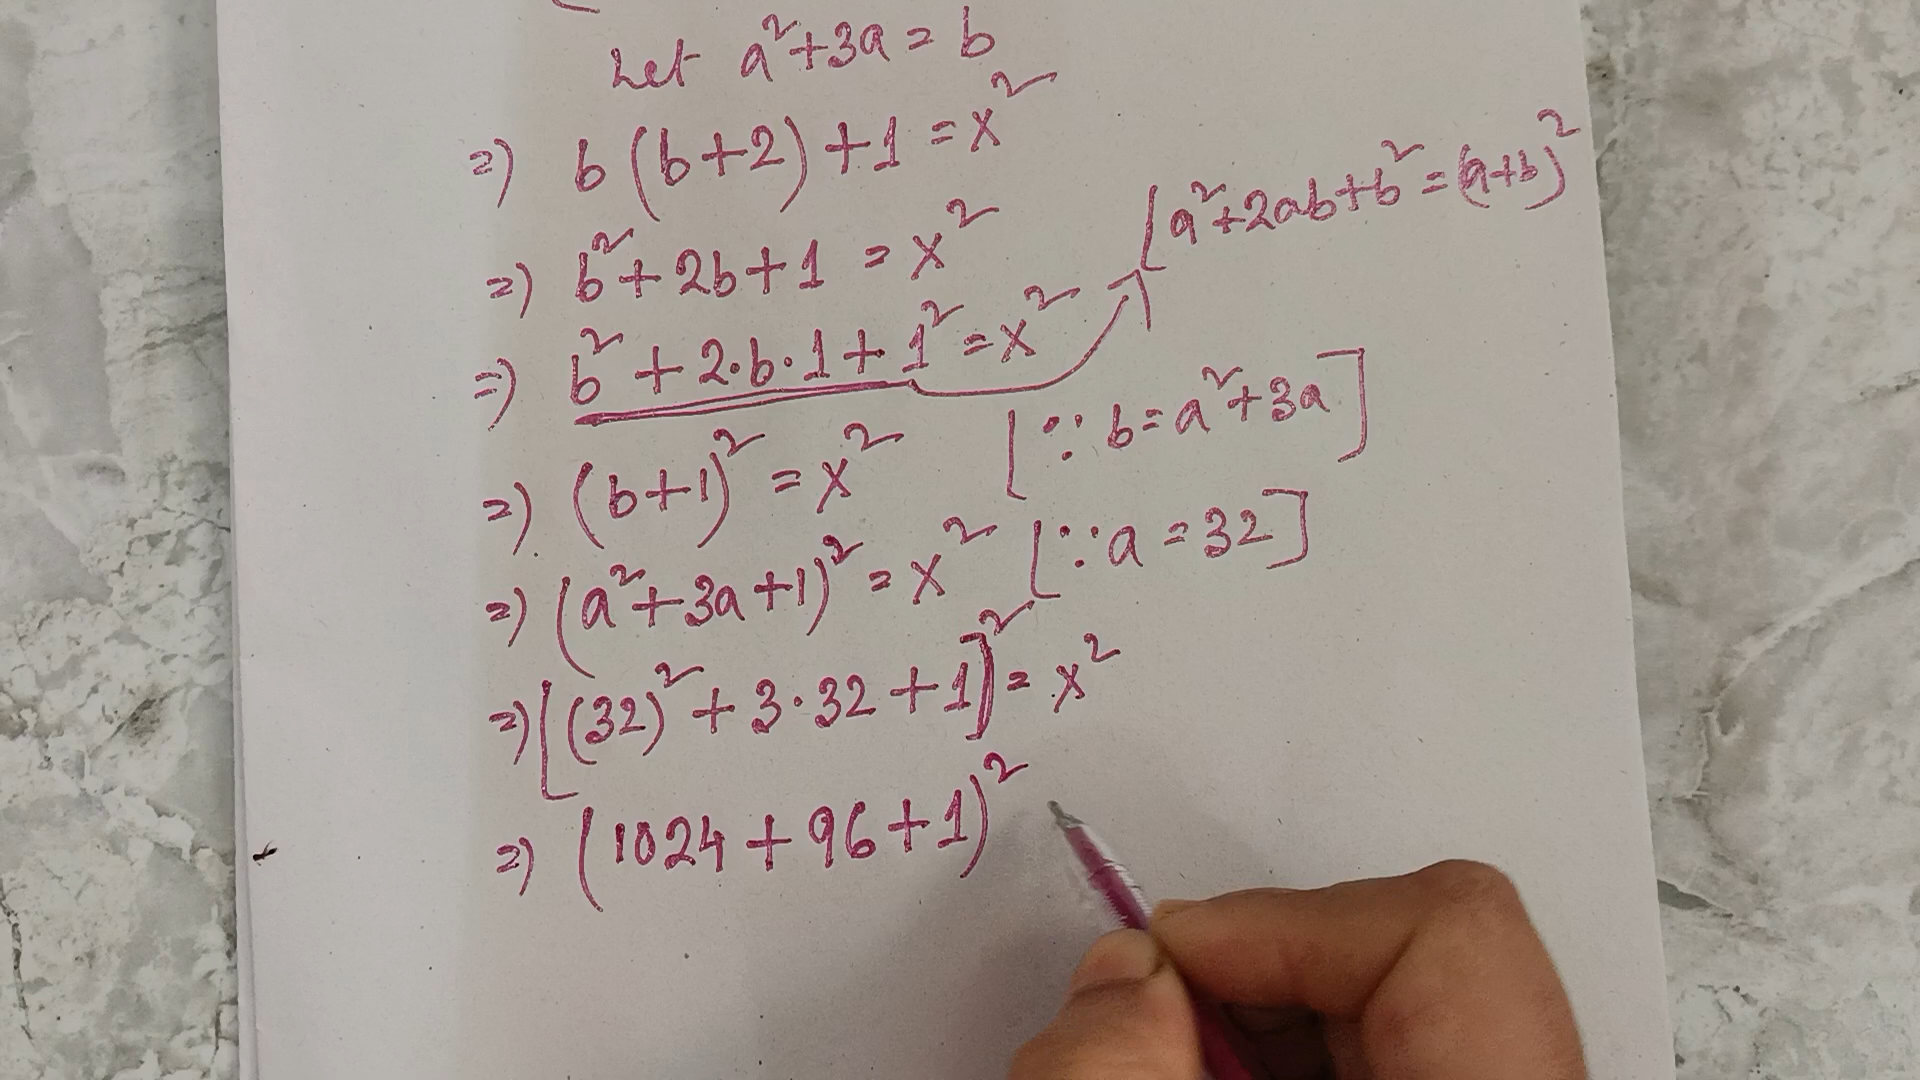 Let a²+3a = b
⇒) b(b+2)+1 = x²
⇒) b²+2b+1 = x² [a²+2ab+b² = (a+b)²
⇒) b²+2·b·1+1² = x²
⇒) (b+1)² = x² [∵ b = a²+3a]
⇒) (a²+3a+1)² = x² [∵ a = 32]
⇒) [(32)²+3·32+1]² = x²
⇒) (1024+96+1)²